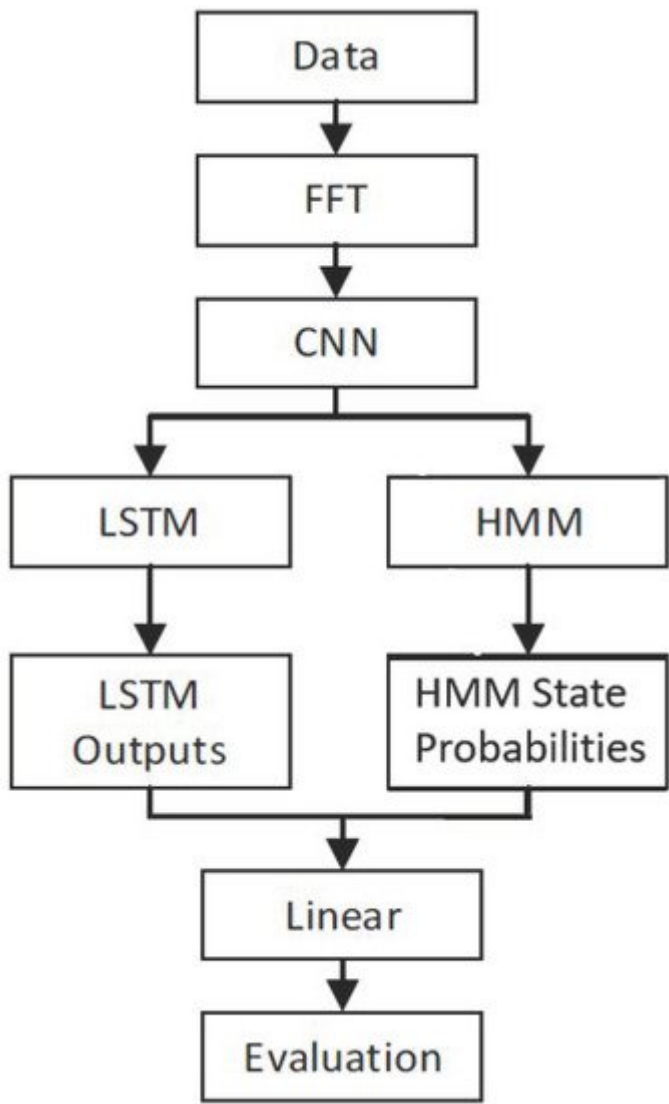 Data
FFT
CNN
LSTM
HMM
LSTM
Outputs
HMM State
Probabilities
Linear
Evaluation